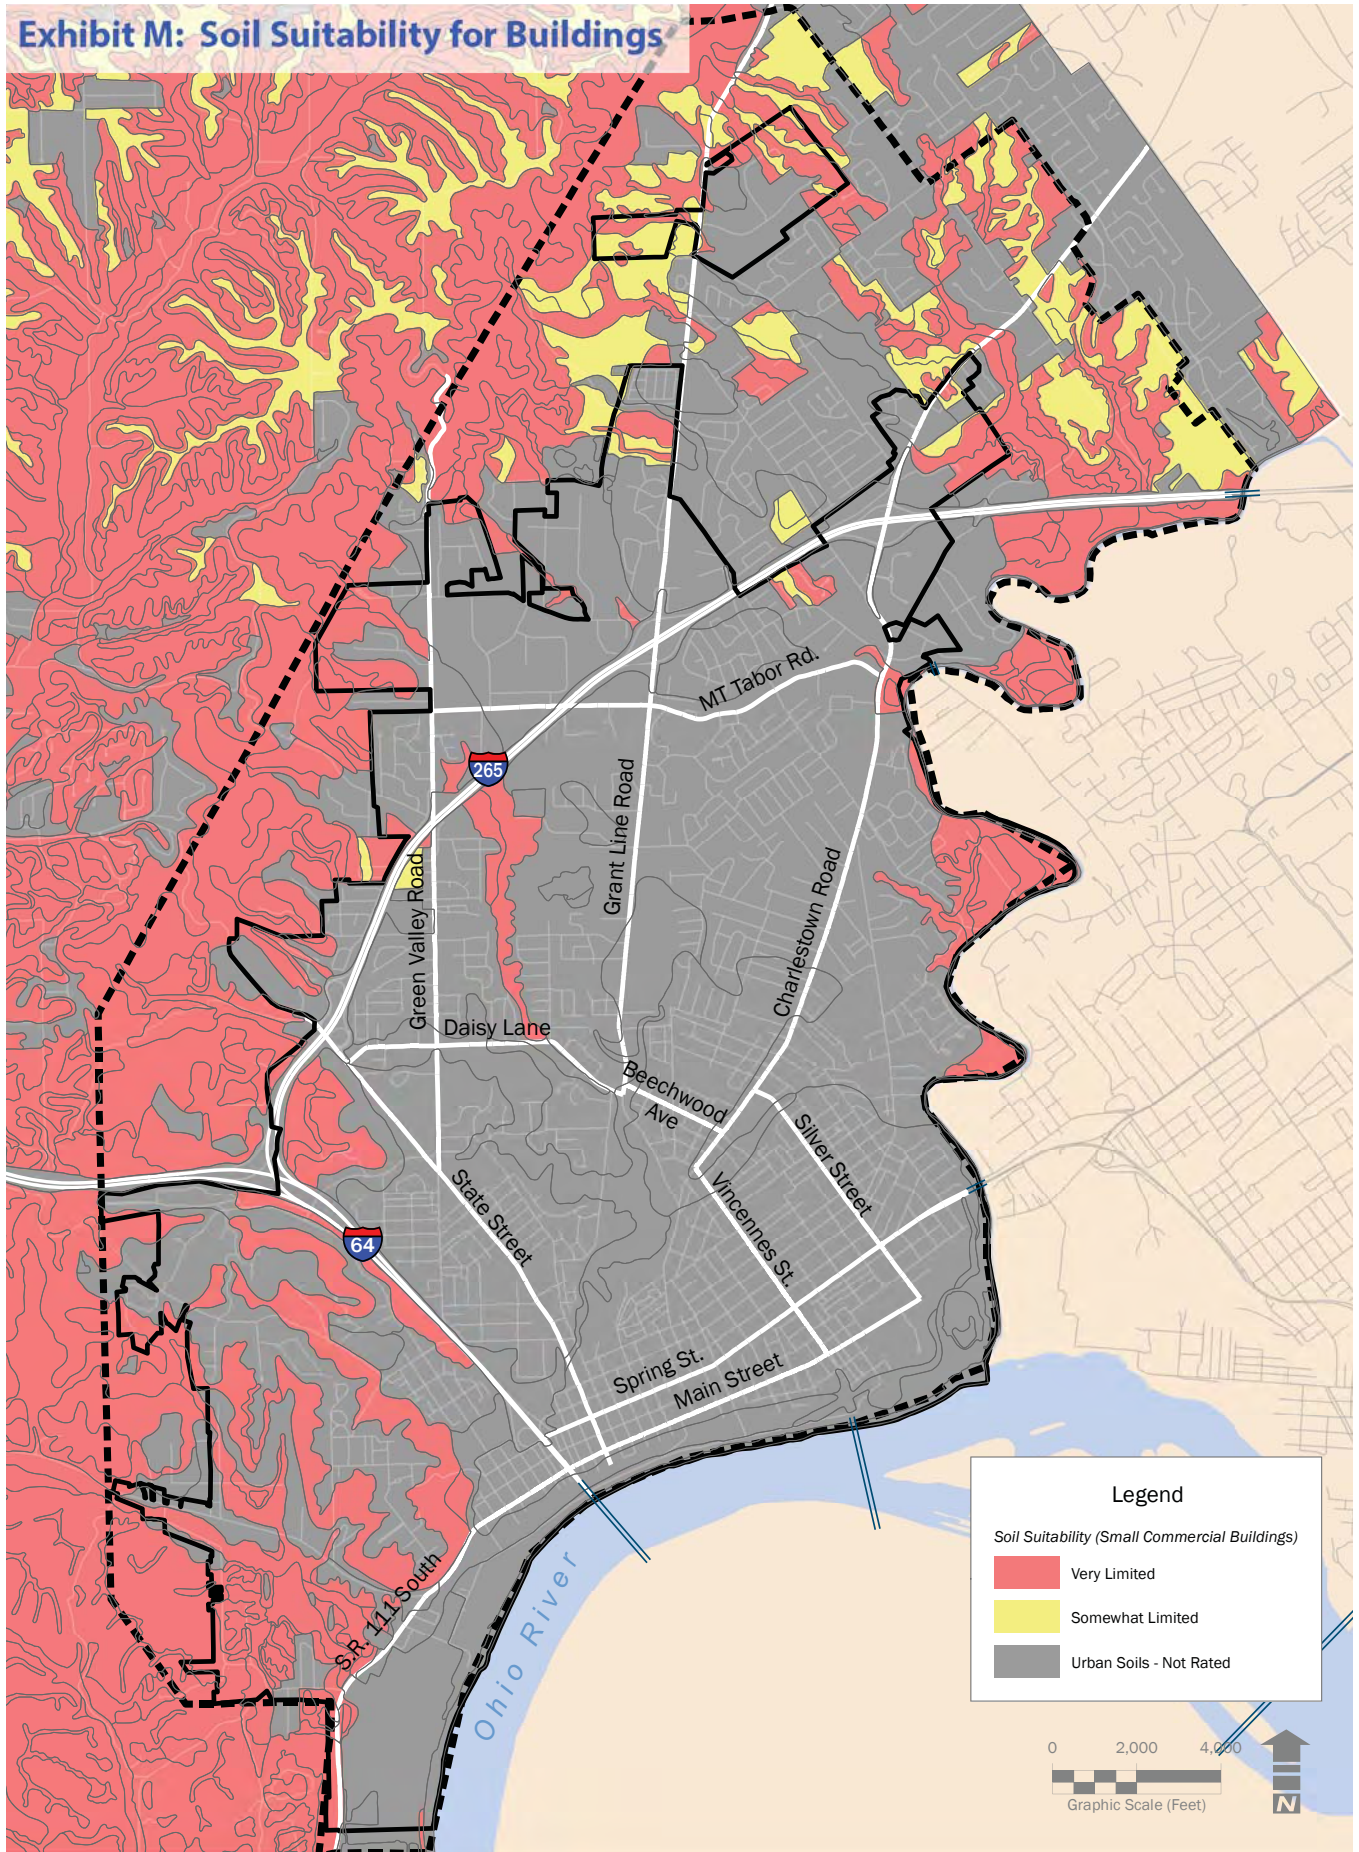 Exhibit M: Soil Suitability for Buildings
MT Tabor Rd.
265
Grant Line Road
Green Valley Road
Charlestown Road
Daisy Lane
Beechwood
Ave
Silver Street
State Street
Vincennes St.
64
Spring St.
Main Street
S.R. 111 South
Ohio River
Legend
Soil Suitability (Small Commercial Buildings)
Very Limited
Somewhat Limited
Urban Soils - Not Rated
0 2,000 4,000
Graphic Scale (Feet)
N